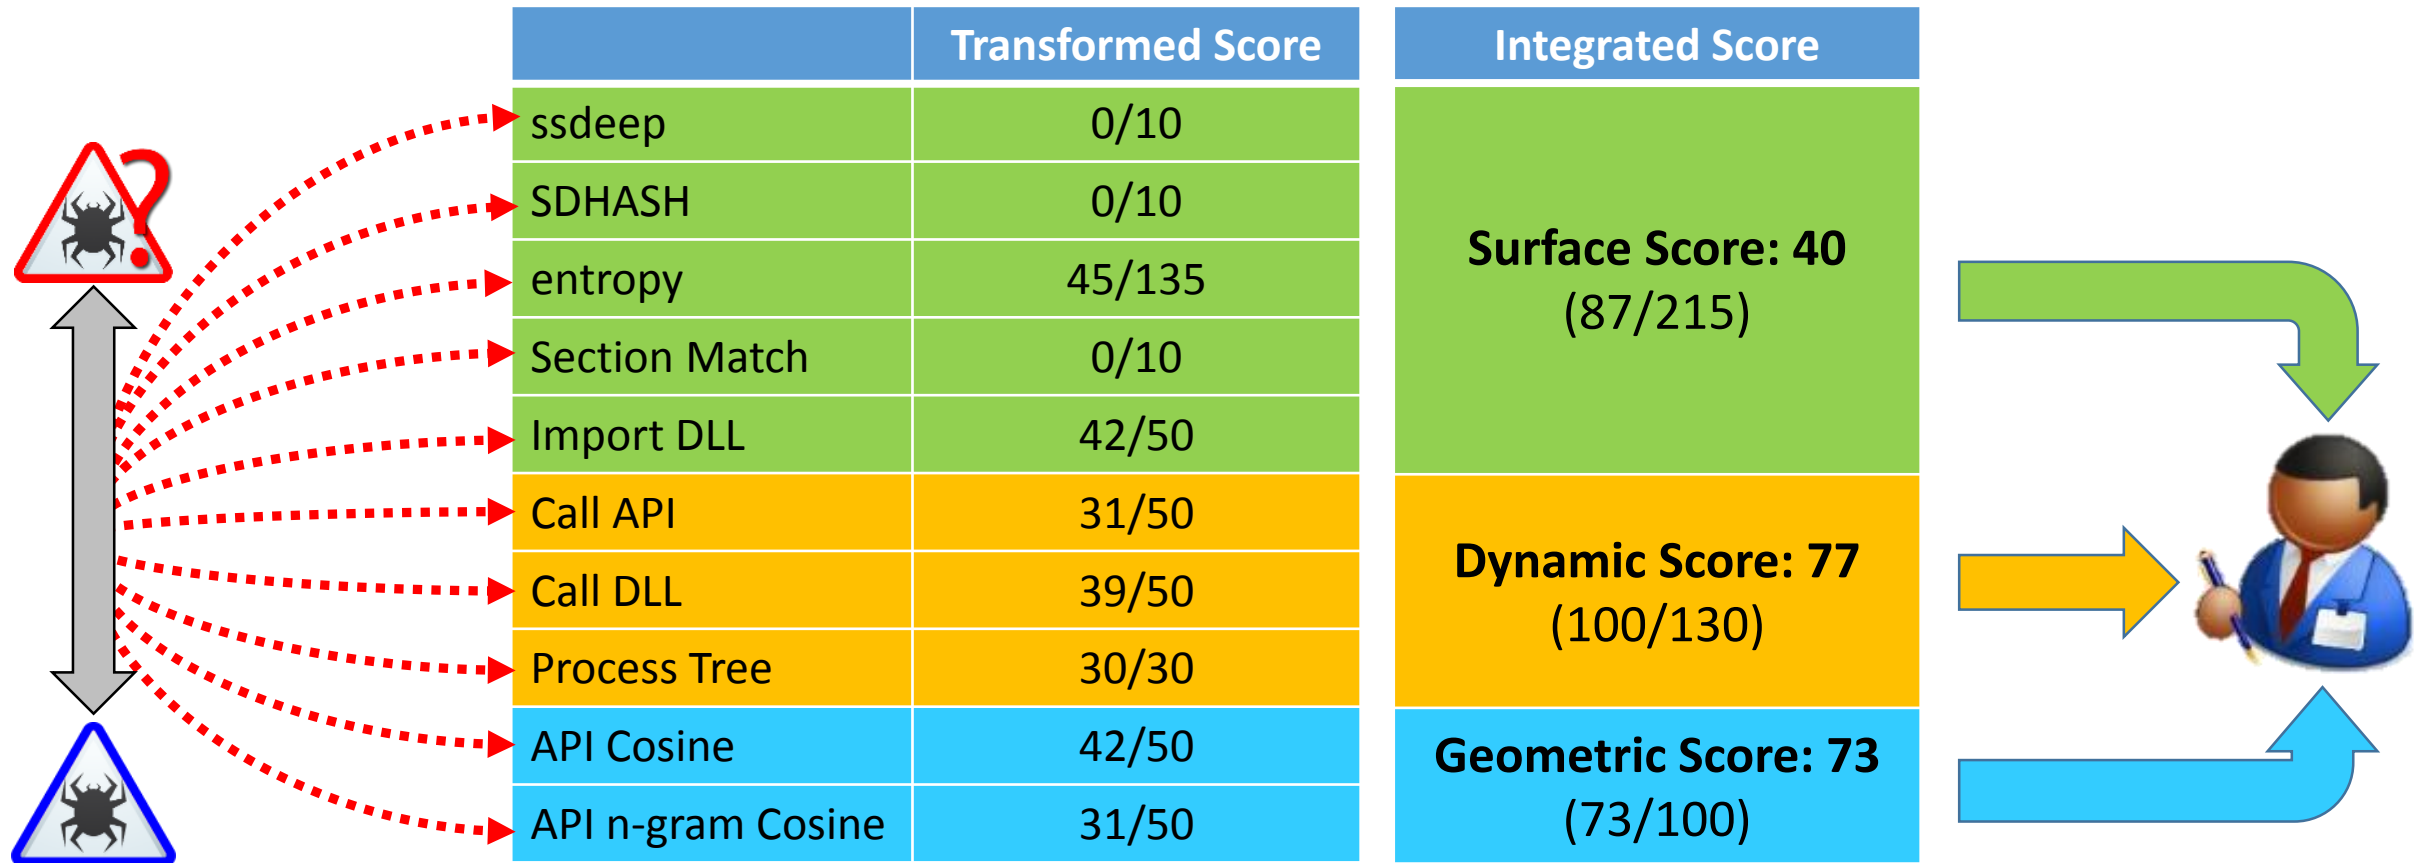 Transformed Score
Integrated Score
ssdeep 0/10
SDHASH 0/10
entropy 45/135
Section Match 0/10
Import DLL 42/50
Surface Score: 40
(87/215)
Call API 31/50
Call DLL 39/50
Process Tree 30/30
Dynamic Score: 77
(100/130)
API Cosine 42/50
API n-gram Cosine 31/50
Geometric Score: 73
(73/100)
?